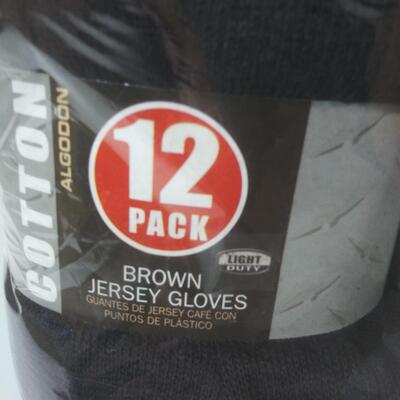 COTTON
ALGODÓN
12
PACK
LIGHT
DUTY
BROWN
JERSEY GLOVES
GUANTES DE JERSEY CAFÉ CON
PUNTOS DE PLÁSTICO